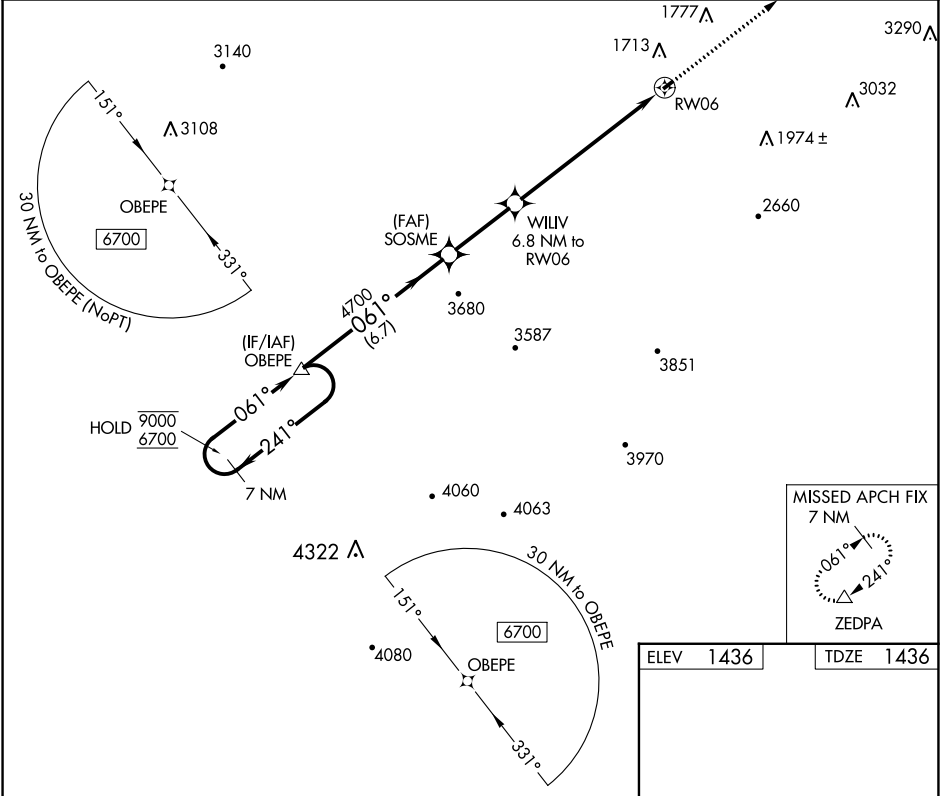 1777
3290
1713
3140
3032
RW06
151°
3108
1974 ±
OBEPE
6700
331°
30 NM to OBEPE (NoPT)
2660
WILIV
6.8 NM to
RW06
(FAF)
SOSME
4700
061°
(6.7)
3680
3587
3851
(IF/IAF)
OBEPE
061°
241°
HOLD 9000
6700
7 NM
3970
4060
4063
4322
MISSED APCH FIX
7 NM
061°
241°
ZEDPA
30 NM to OBEPE
151°
6700
4080
OBEPE
331°
ELEV 1436
TDZE 1436